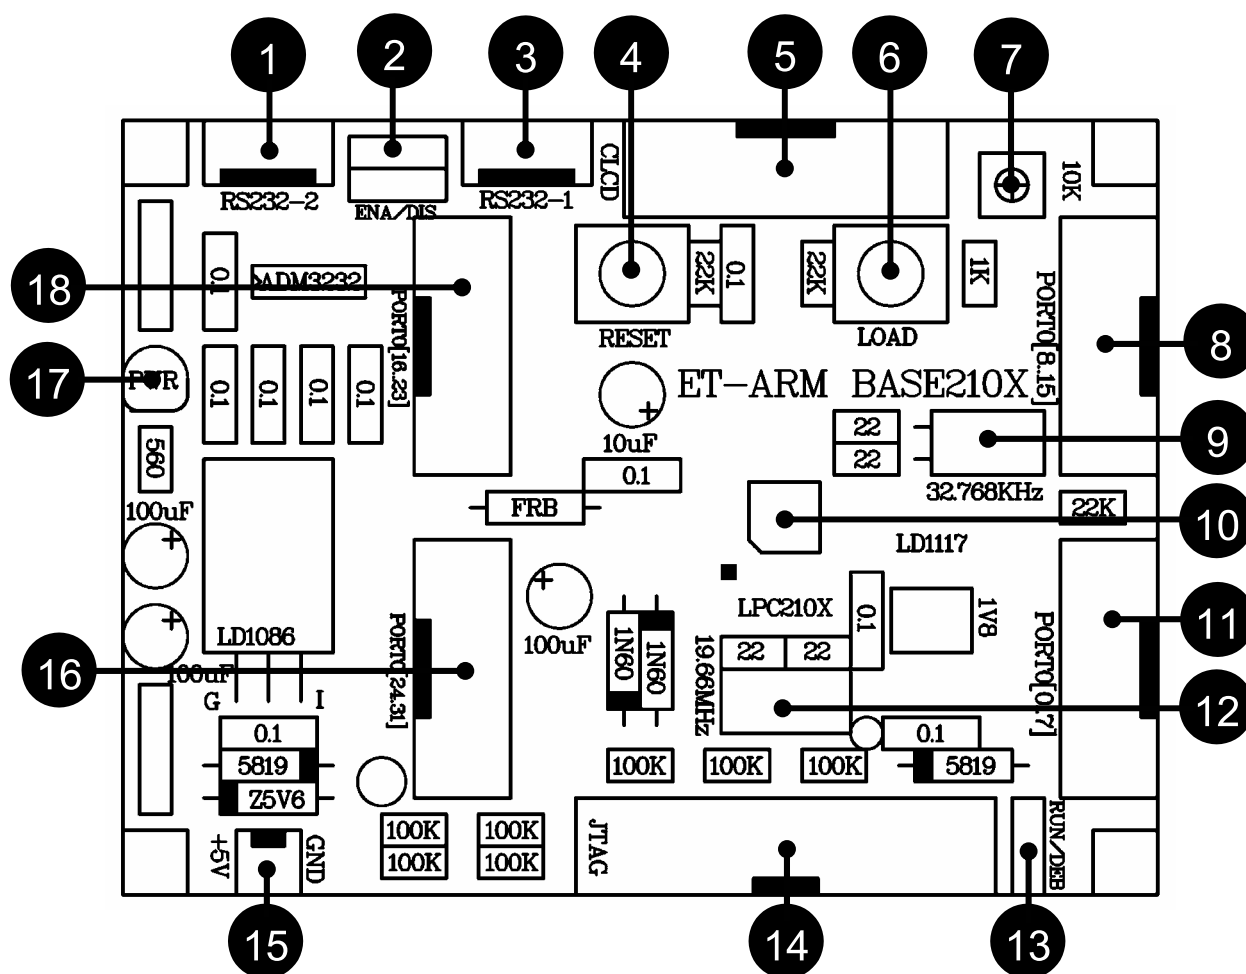 1
2
3
4
5
6
7
RS232-2
ENA/DIS
RS232-1
CLCD
10K
18
0.1
ADM3232
PORT0[16..23]
22K
0.1
22K
1K
RESET
LOAD
PORT0[8..15]
8
17
PWR
0.1
0.1
0.1
0.1
ET-ARM BASE210X
10uF
22
22
9
560
0.1
32.768KHz
100uF
FRB
22K
10
LD1117
LPC210X
0.1
1V8
11
100uF
LD1086
PORT0[24..31]
100uF
1N60
1N60
19.66MHz
22
22
PORT0[0..7]
16
100uF
G
I
12
0.1
0.1
5819
100K
100K
100K
5819
Z5V6
+5V
GND
100K
100K
100K
100K
JTAG
RUN/DEB
15
14
13